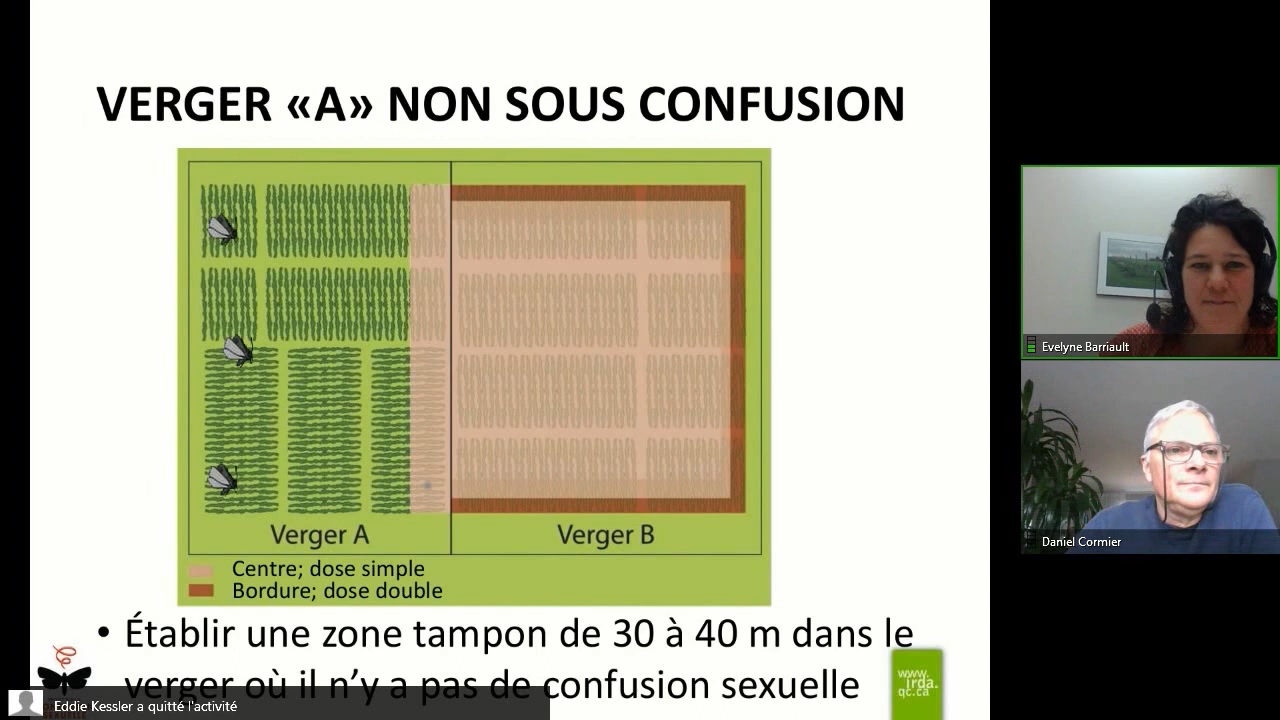 VERGER «A» NON SOUS CONFUSION
Verger A
Verger B
Centre; dose simple
Bordure; dose double
• Établir une zone tampon de 30 à 40 m dans le
verger où il n’y a pas de confusion sexuelle
www.
irda.
qc.ca
Eddie Kessler a quitté l'activité
Evelyne Barriault
Daniel Cormier